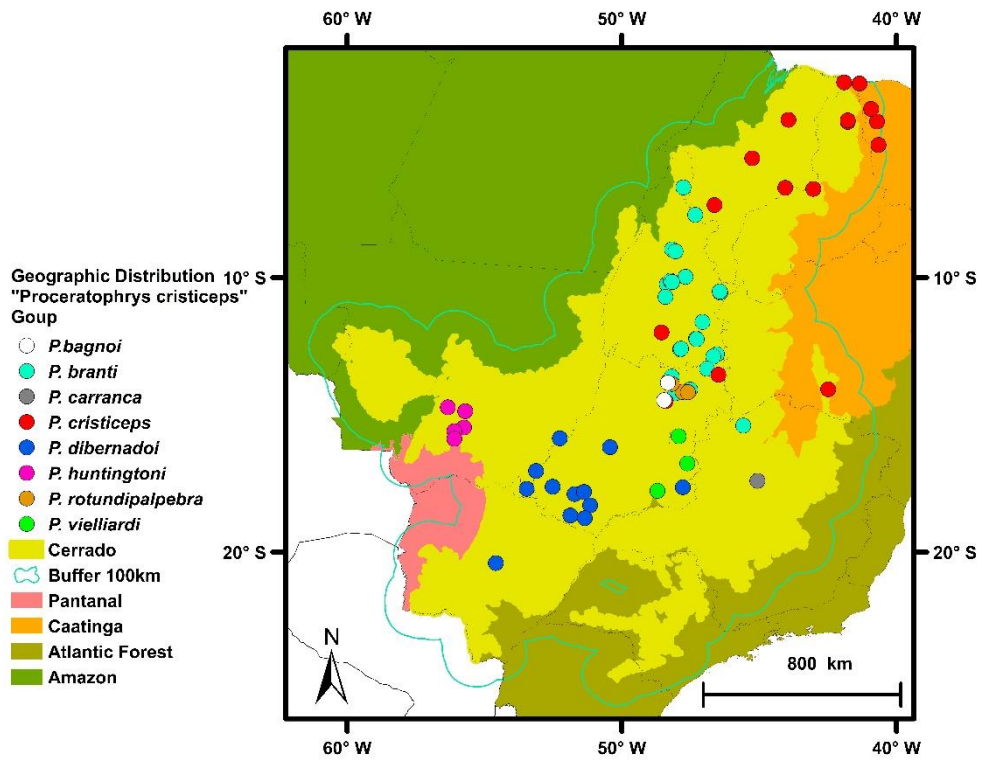 60° W 50° W 40° W
10° S 10° S
20° S 20° S
Geographic Distribution
"Proceratophrys cristiceps"
Goup
P.bagnoi
P. branti
P. carranca
P. cristiceps
P. dibernadoi
P. huntingtoni
P. rotundipalpebra
P. vielliardi
Cerrado
Buffer 100km
Pantanal
Caatinga
Atlantic Forest
Amazon
N
800 km
60° W 50° W 40° W